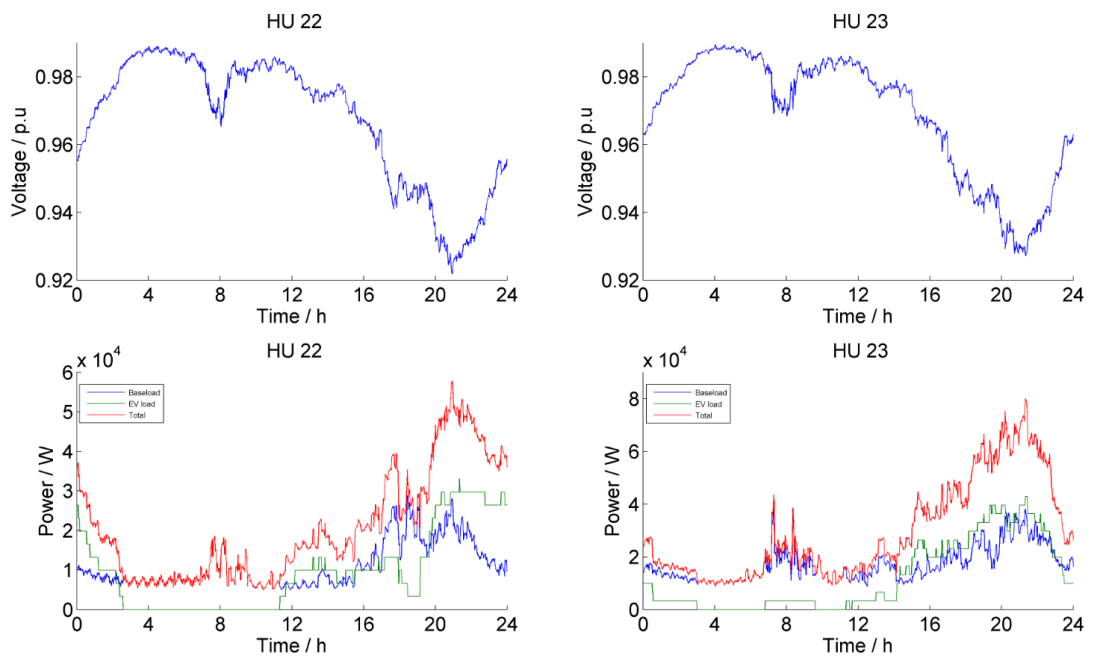 HU 22
HU 23
Voltage / p.u
0.98
0.96
0.94
0.92
0 4 8 12 16 20 24
Time / h
Voltage / p.u
0.98
0.96
0.94
0.92
0 4 8 12 16 20 24
Time / h
HU 22
x 10^4
Power / W
6
5
4
3
2
1
0
Baseload
EV load
Total
0 4 8 12 16 20 24
Time / h
HU 23
x 10^4
Power / W
8
6
4
2
0
Baseload
EV load
Total
0 4 8 12 16 20 24
Time / h